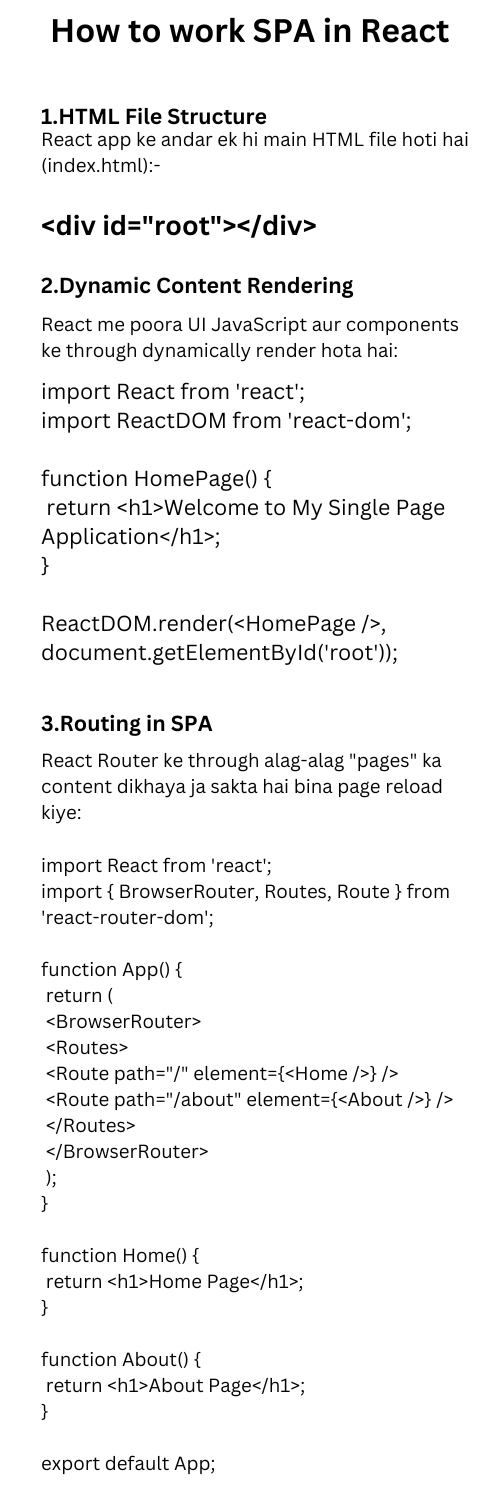 How to work SPA in React
1.HTML File Structure
React app ke andar ek hi main HTML file hoti hai
(index.html):-
<div id="root"></div>
2.Dynamic Content Rendering
React me poora UI JavaScript aur components
ke through dynamically render hota hai:
import React from 'react';
import ReactDOM from 'react-dom';
function HomePage() {
return <h1>Welcome to My Single Page
Application</h1>;
}
ReactDOM.render(<HomePage />,
document.getElementById('root'));
3.Routing in SPA
React Router ke through alag-alag "pages" ka
content dikhaya ja sakta hai bina page reload
kiye:
import React from 'react';
import { BrowserRouter, Routes, Route } from
'react-router-dom';
function App() {
return (
<BrowserRouter>
<Routes>
<Route path="/" element={<Home />} />
<Route path="/about" element={<About />} />
</Routes>
</BrowserRouter>
);
}
function Home() {
return <h1>Home Page</h1>;
}
function About() {
return <h1>About Page</h1>;
}
export default App;